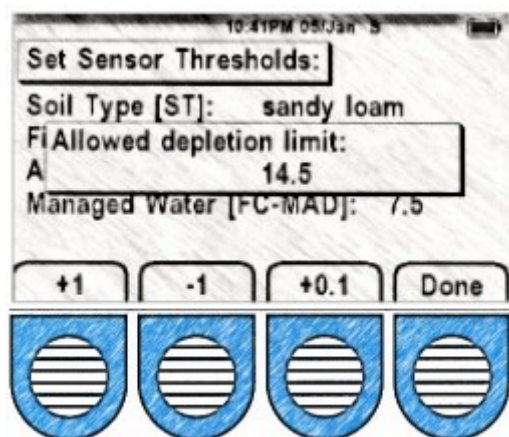 10:41PM 05/Jan S
Set Sensor Thresholds:
Soil Type [ST]: sandy loam
Fi
Allowed depletion limit:
A
14.5
Managed Water [FC-MAD]: 7.5
+1 -1 +0.1 Done